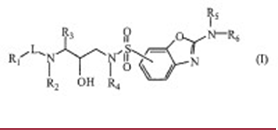 R₃ O O R₅
R₁ L N N S O N R₆ (I)
R₂ OH R₄ N